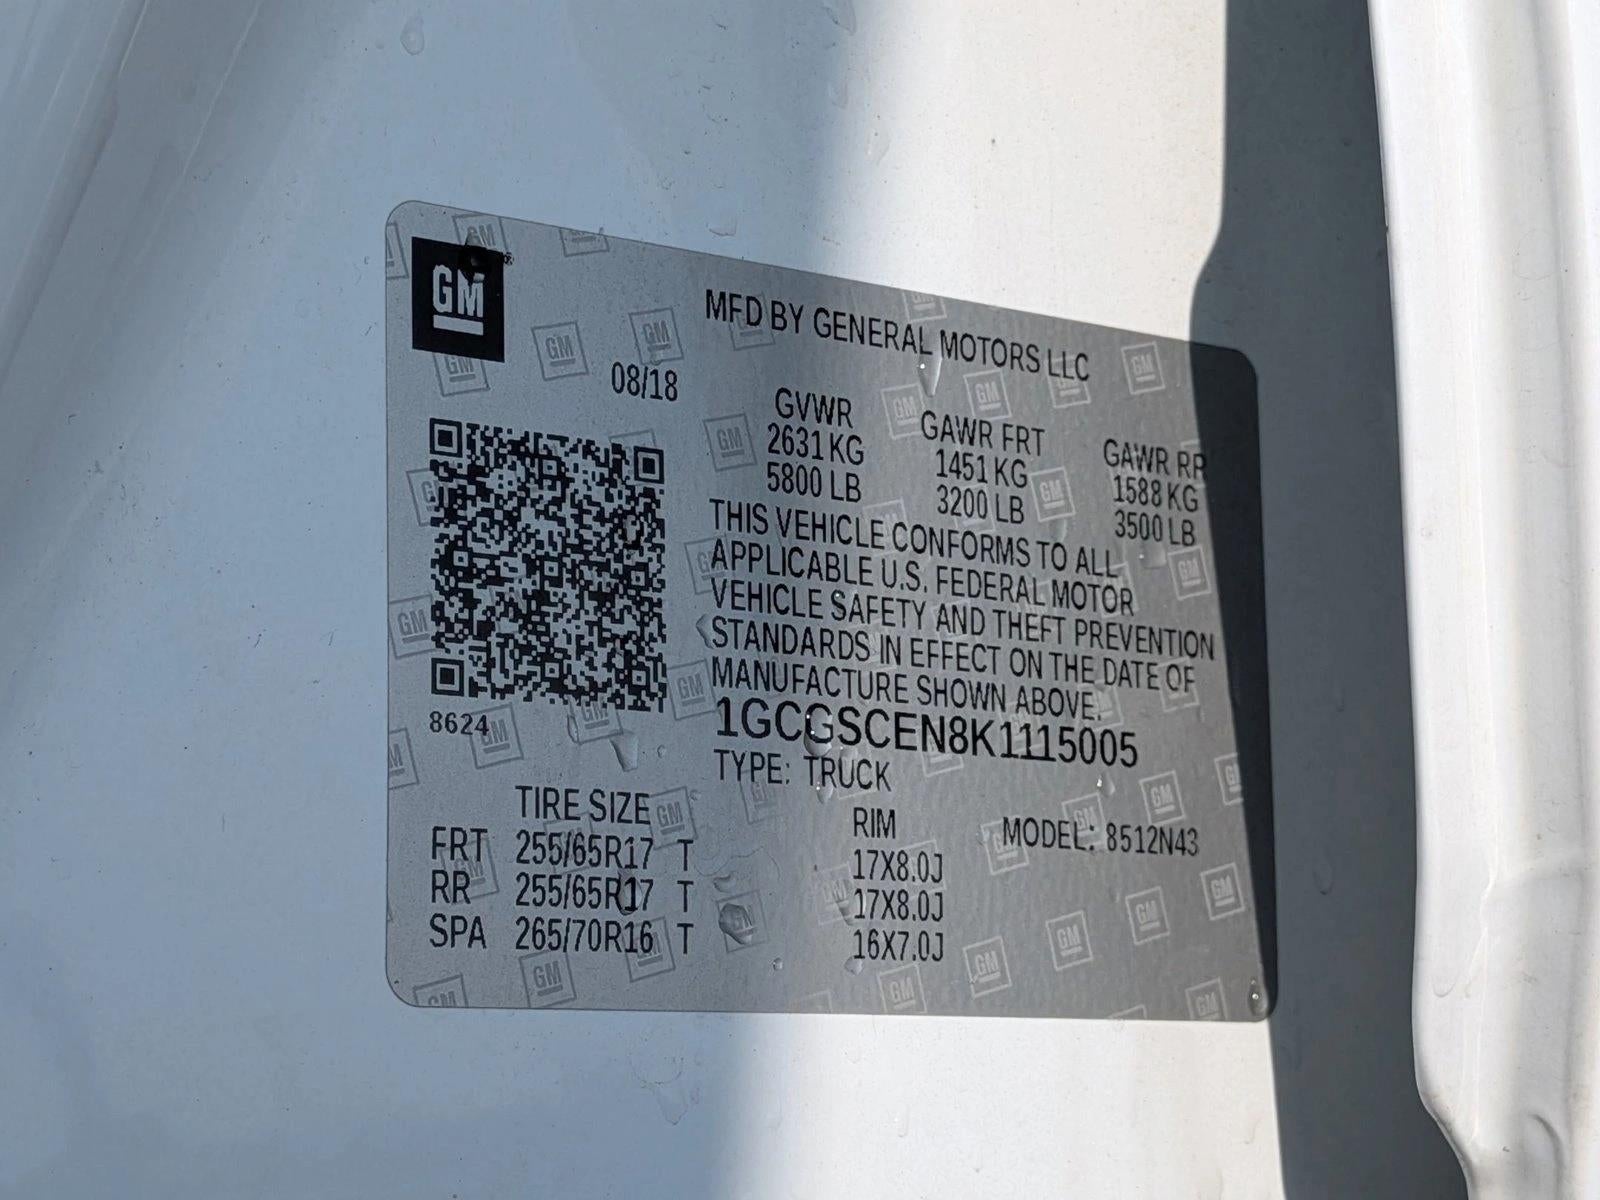 GM
MFD BY GENERAL MOTORS LLC
08/18
GVWR GAWR FRT GAWR RR
2631 KG 1451 KG 1588 KG
5800 LB 3200 LB 3500 LB
THIS VEHICLE CONFORMS TO ALL
APPLICABLE U.S. FEDERAL MOTOR
VEHICLE SAFETY AND THEFT PREVENTION
STANDARDS IN EFFECT ON THE DATE OF
MANUFACTURE SHOWN ABOVE.
8624
1GCGSCEN8K1115005
TYPE: TRUCK
TIRE SIZE RIM MODEL: 8512N43
FRT 255/65R17 T 17X8.0J
RR 255/65R17 T 17X8.0J
SPA 265/70R16 T 16X7.0J